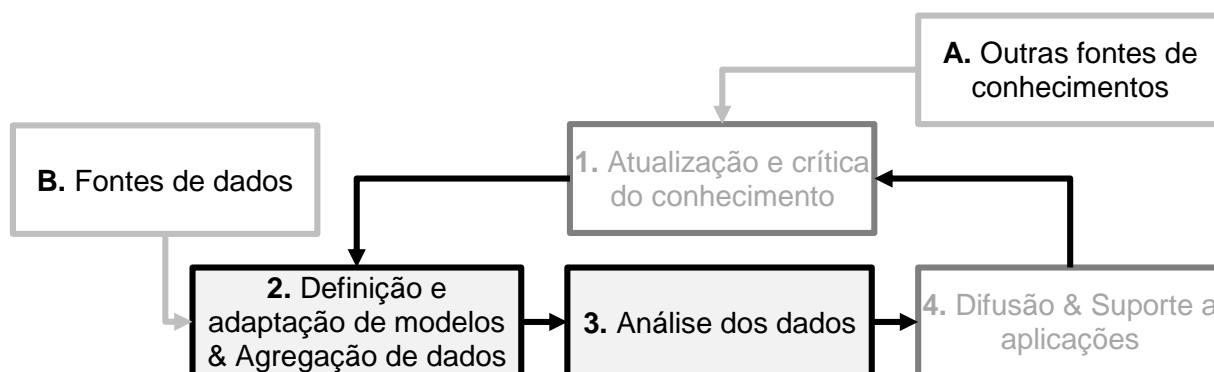 A. Outras fontes de
conhecimentos
1. Atualização e crítica
do conhecimento
B. Fontes de dados
2. Definição e
adaptação de modelos
& Agregação de dados
3. Análise dos dados
4. Difusão & Suporte a
aplicações